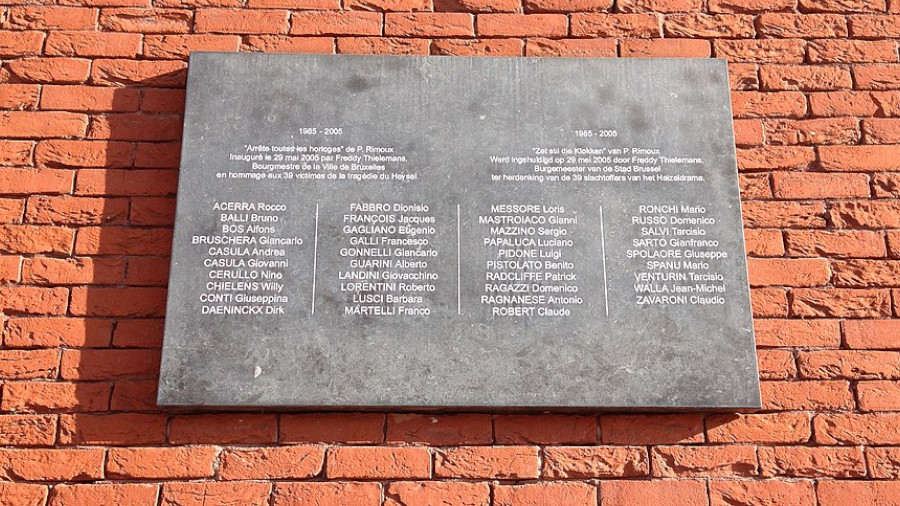 1985 - 2005
"Arrête toutes les horloges" de P. Rimoux
Inauguré le 29 mai 2005 par Freddy Thielemans,
Bourgmestre de la Ville de Bruxelles
en hommage aux 39 victimes de la tragédie du Heysel.
1985 - 2005
"Zet stil die Klokken" van P. Rimoux
Werd ingehuldigd op 29 mei 2005 door Freddy Thielemans,
Burgemeester van de Stad Brussel
ter herdenking van de 39 slachtoffers van het Heizeldrama.
ACERRA Rocco
BALLI Bruno
BOS Alfons
BRUSCHERA Giancarlo
CASULA Andrea
CASULA Giovanni
CERULLO Nino
CHIELENS Willy
CONTI Giuseppina
DAENINCKX Dirk
FABBRO Dionisio
FRANÇOIS Jacques
GAGLIANO Eugenio
GALLI Francesco
GONNELLI Giancarlo
GUARINI Alberto
LANDINI Giovacchino
LORENTINI Roberto
LUSCI Barbara
MARTELLI Franco
MESSORE Loris
MASTROIACO Gianni
MAZZINO Sergio
PAPALUCA Luciano
PIDONE Luigi
PISTOLATO Benito
RADCLIFFE Patrick
RAGAZZI Domenico
RAGNANESE Antonio
ROBERT Claude
RONCHI Mario
RUSSO Domenico
SALVI Tarcisio
SARTO Gianfranco
SPOLAORE Giuseppe
SPANU Mario
VENTURIN Tarcisio
WALLA Jean-Michel
ZAVARONI Claudio